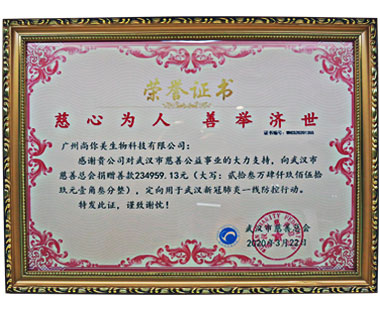 荣誉证书
慈心为人 善举济世
证书编号:
广州尚你美生物科技有限公司:
感谢贵公司对武汉市慈善公益事业的大力支持,向武汉市
慈善总会捐赠善款234959.13元(大写:贰拾叁万肆仟玖佰伍
拾玖元壹角叁分整),定向用于武汉新冠肺炎一线防控行动。
特发此证,谨致谢忱!
武汉市慈善总会
2020年3月22日